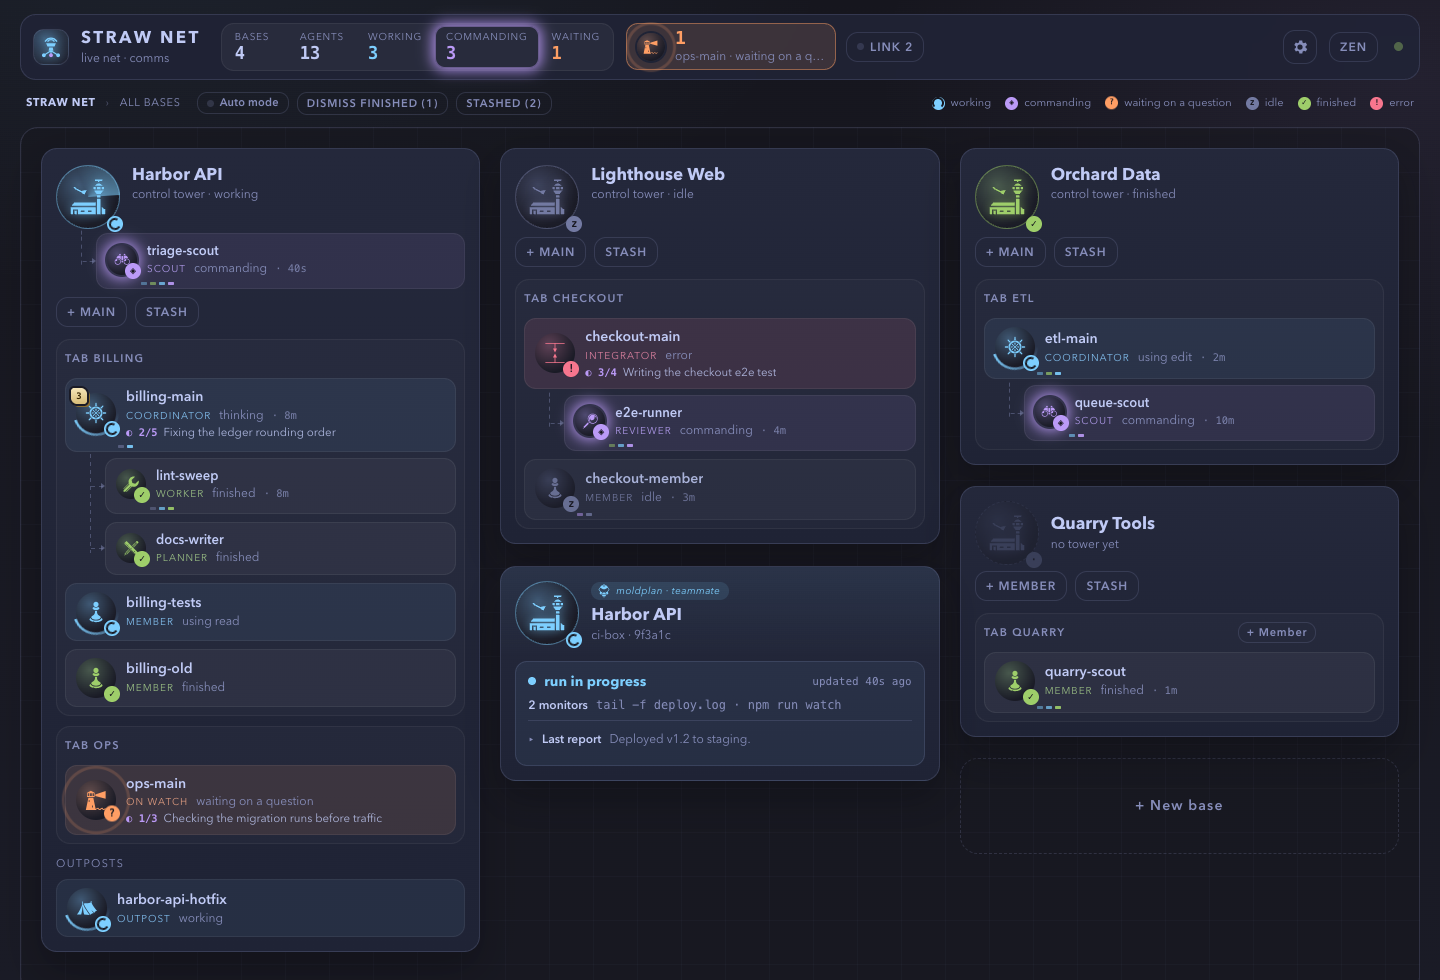 STRAW NET
live net · comms
BASES
4
AGENTS
13
WORKING
3
COMMANDING
3
WAITING
1
1
ops-main · waiting on a q…
LINK 2
ZEN
STRAW NET › ALL BASES
Auto mode
DISMISS FINISHED (1)
STASHED (2)
working
commanding
? waiting on a question
z idle
✓ finished
! error
Harbor API
control tower · working
triage-scout
SCOUT commanding · 40s
+ MAIN
STASH
TAB BILLING
3
billing-main
COORDINATOR thinking · 8m
2/5 Fixing the ledger rounding order
lint-sweep
WORKER finished · 8m
docs-writer
PLANNER finished
billing-tests
MEMBER using read
billing-old
MEMBER finished
TAB OPS
ops-main
ON WATCH waiting on a question
1/3 Checking the migration runs before traffic
OUTPOSTS
harbor-api-hotfix
OUTPOST working
Lighthouse Web
control tower · idle
z
+ MAIN
STASH
TAB CHECKOUT
checkout-main
INTEGRATOR error
3/4 Writing the checkout e2e test
e2e-runner
REVIEWER commanding · 4m
checkout-member
MEMBER idle · 3m
moldplan · teammate
Harbor API
ci-box · 9f3a1c
run in progress
updated 40s ago
2 monitors tail -f deploy.log · npm run watch
▸ Last report Deployed v1.2 to staging.
Orchard Data
control tower · finished
+ MAIN
STASH
TAB ETL
etl-main
COORDINATOR using edit · 2m
queue-scout
SCOUT commanding · 10m
Quarry Tools
no tower yet
+ MEMBER
STASH
TAB QUARRY
+ Member
quarry-scout
MEMBER finished · 1m
+ New base